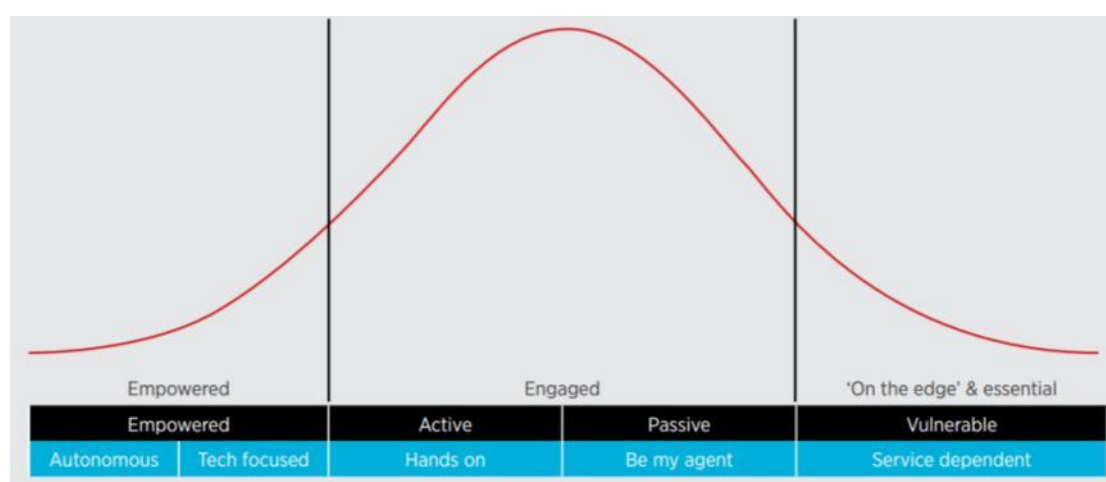 Empowered Engaged 'On the edge' & essential
Empowered Active Passive Vulnerable
Autonomous Tech focused Hands on Be my agent Service dependent